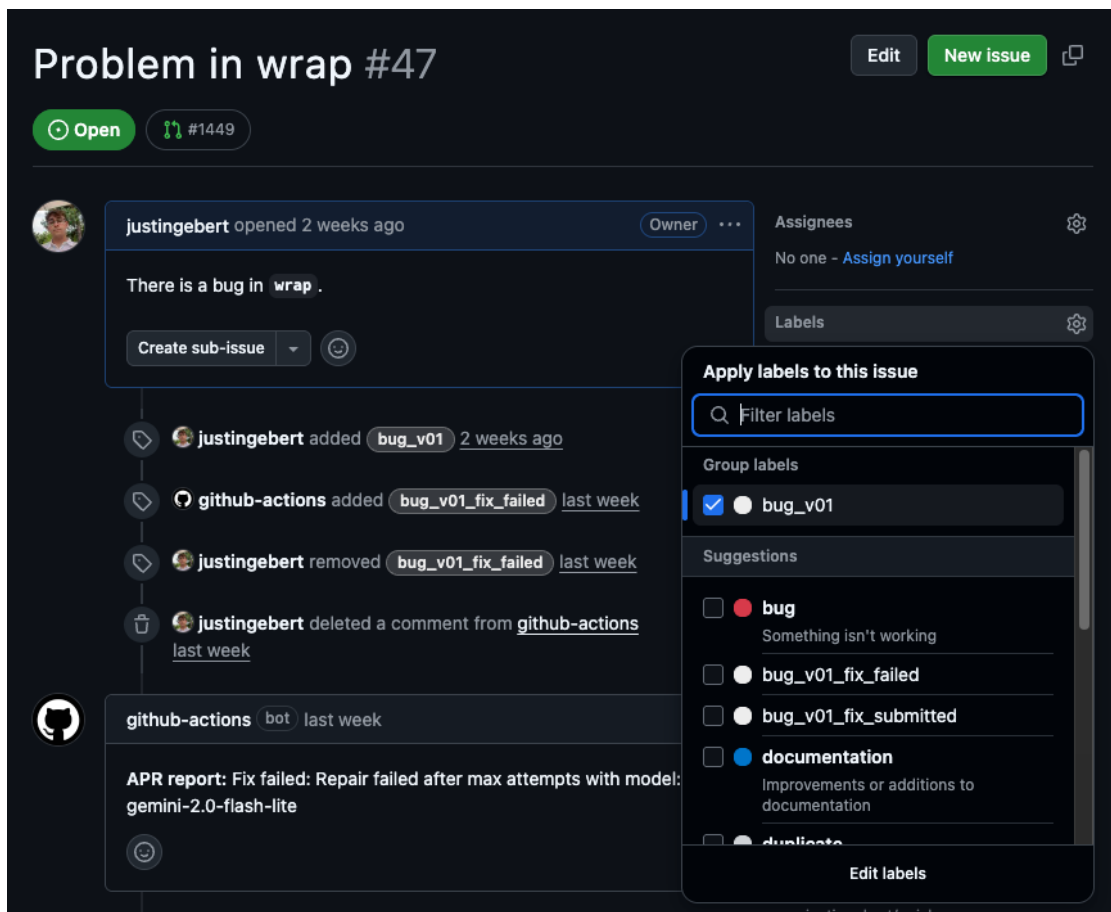 Problem in wrap #47
Edit
New issue
Open
#1449
justingebert opened 2 weeks ago
Owner
There is a bug in wrap.
Create sub-issue
justingebert added bug_v01 2 weeks ago
github-actions added bug_v01_fix_failed last week
justingebert removed bug_v01_fix_failed last week
justingebert deleted a comment from github-actions
last week
github-actions bot last week
APR report: Fix failed: Repair failed after max attempts with model:
gemini-2.0-flash-lite
Assignees
No one - Assign yourself
Labels
Apply labels to this issue
Filter labels
Group labels
bug_v01
Suggestions
bug
Something isn't working
bug_v01_fix_failed
bug_v01_fix_submitted
documentation
Improvements or additions to
documentation
duplicate
Edit labels